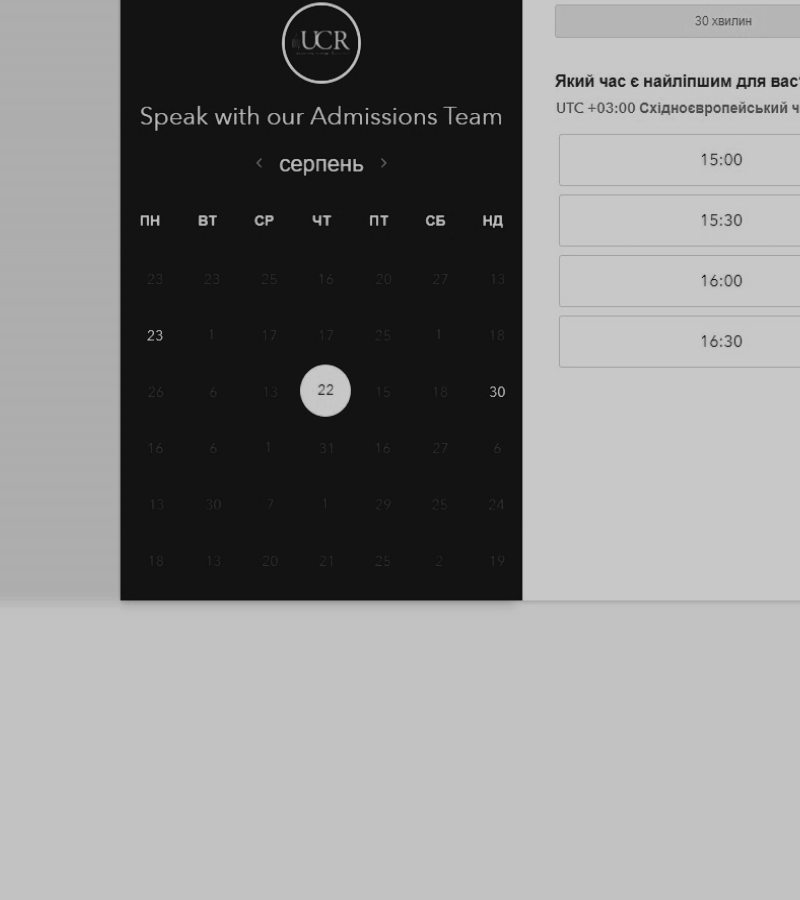 UCR
Speak with our Admissions Team
‹ серпень ›
ПН ВТ СР ЧТ ПТ СБ НД
23 23 25 16 20 27 13
23 1 17 17 25 1 18
26 6 13 22 15 18 30
16 6 1 31 16 27 6
13 30 7 1 29 25 24
18 13 20 21 25 2 19
30 хвилин
Який час є найліпшим для вас
UTC +03:00 Східноєвропейський ч
15:00
15:30
16:00
16:30